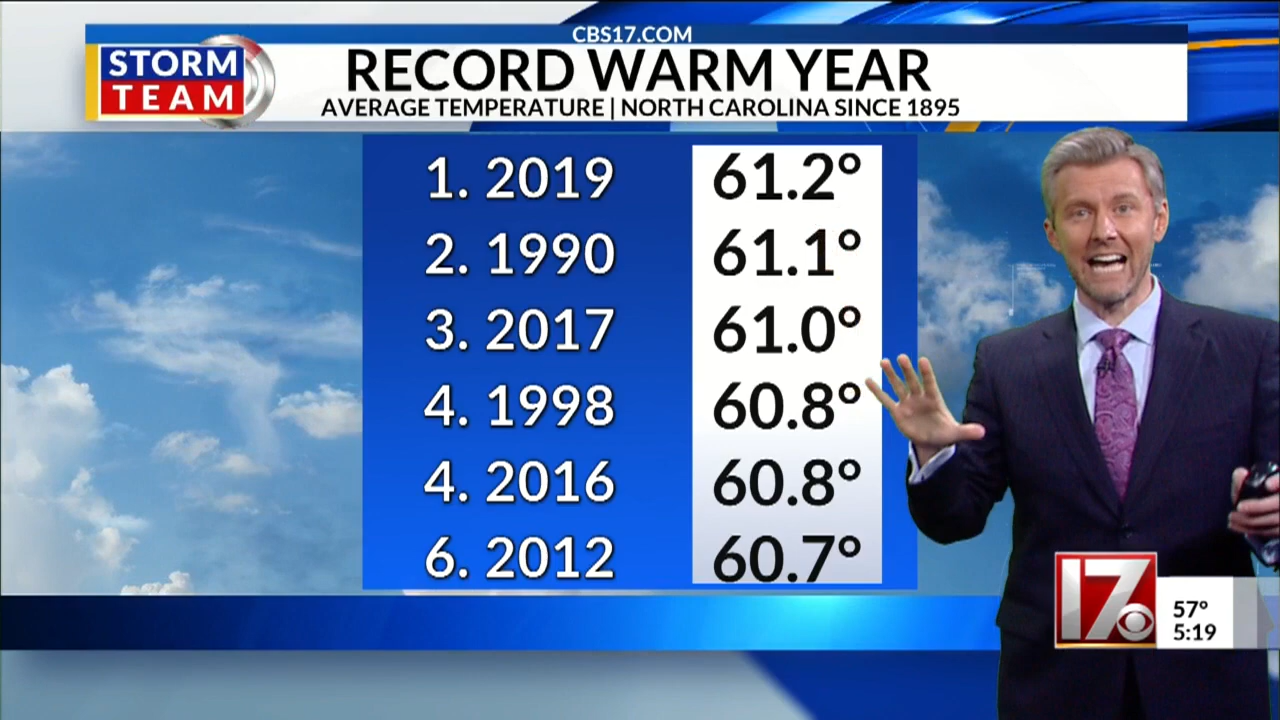 CBS17.COM
STORM
TEAM
RECORD WARM YEAR
AVERAGE TEMPERATURE | NORTH CAROLINA SINCE 1895
1. 2019 61.2°
2. 1990 61.1°
3. 2017 61.0°
4. 1998 60.8°
4. 2016 60.8°
6. 2012 60.7°
17
57°
5:19